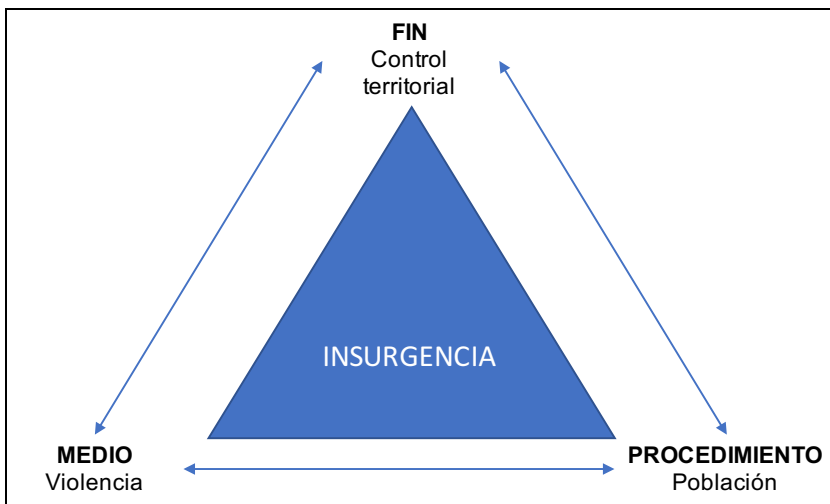 FIN
Control
territorial
INSURGENCIA
MEDIO
Violencia
PROCEDIMIENTO
Población